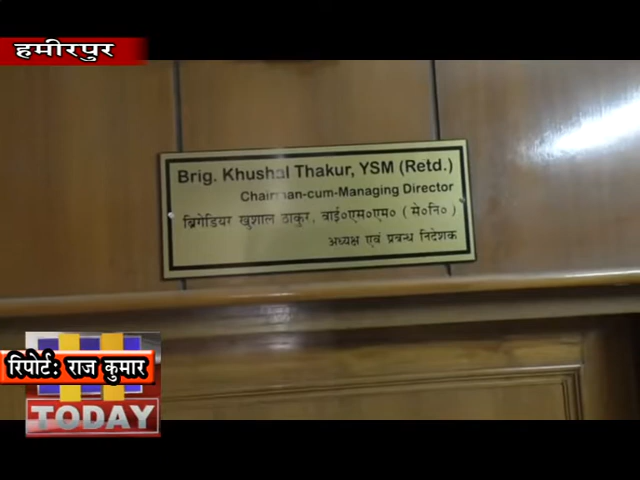 हमीरपुर
Brig. Khushal Thakur, YSM (Retd.)
Chairman-cum-Managing Director
ब्रिगेडियर खुशाल ठाकुर, वाई०एस०एम० (से०नि०)
अध्यक्ष एवं प्रबन्ध निदेशक
रिपोर्ट: राज कुमार
TODAY